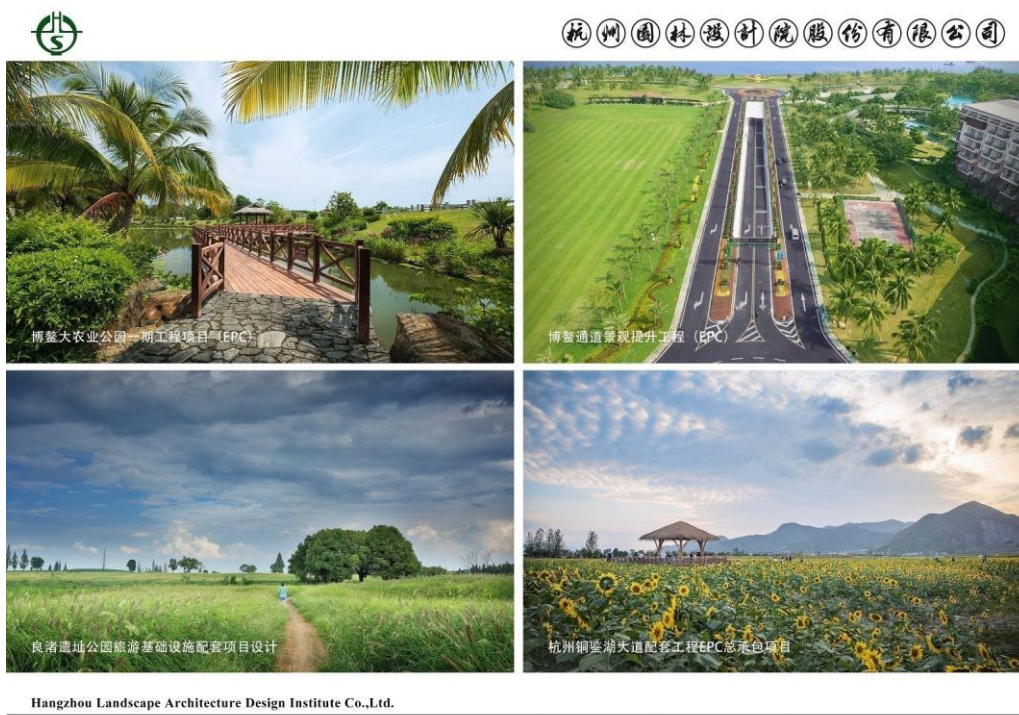 HS
杭州園林設計院股份有限公司
博鳌大农业公园一期工程项目（EPC）
博鳌通道景观提升工程（EPC）
良渚遗址公园旅游基础设施配套项目设计
杭州铜鉴湖大道配套工程EPC总承包项目
Hangzhou Landscape Architecture Design Institute Co.,Ltd.